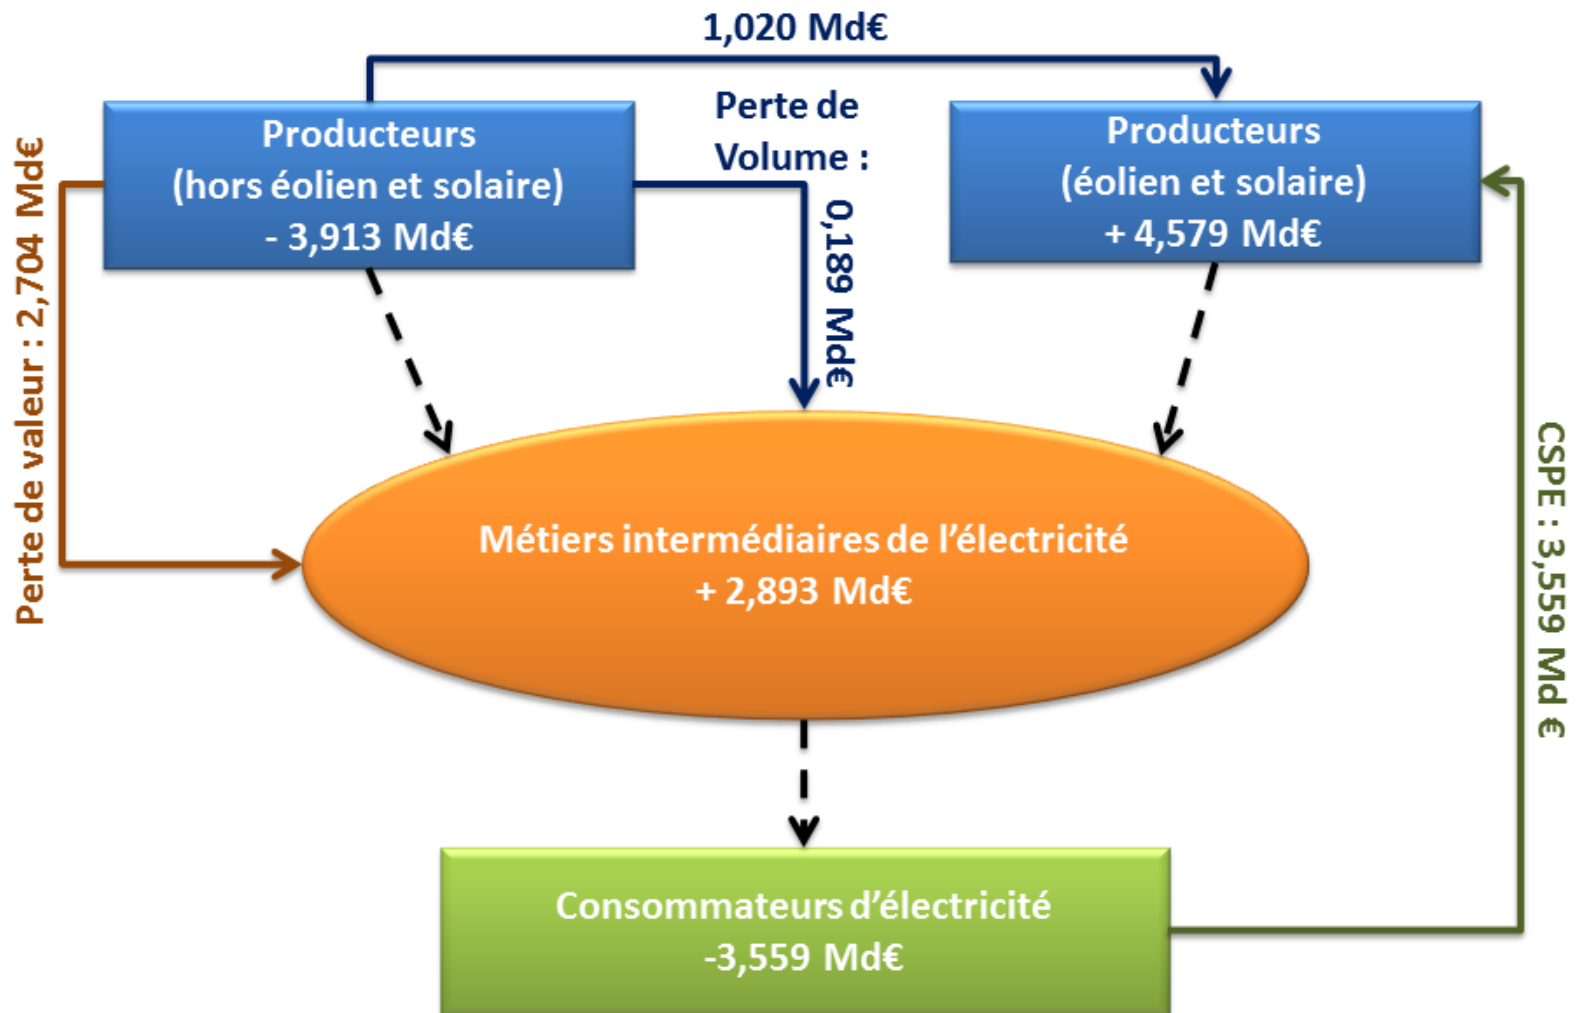 1,020 Md€
Producteurs
(hors éolien et solaire)
- 3,913 Md€
Perte de
Volume :
0,189 Md€
Producteurs
(éolien et solaire)
+ 4,579 Md€
Perte de valeur : 2,704 Md€
Métiers intermédiaires de l’électricité
+ 2,893 Md€
CSPE : 3,559 Md €
Consommateurs d’électricité
-3,559 Md€